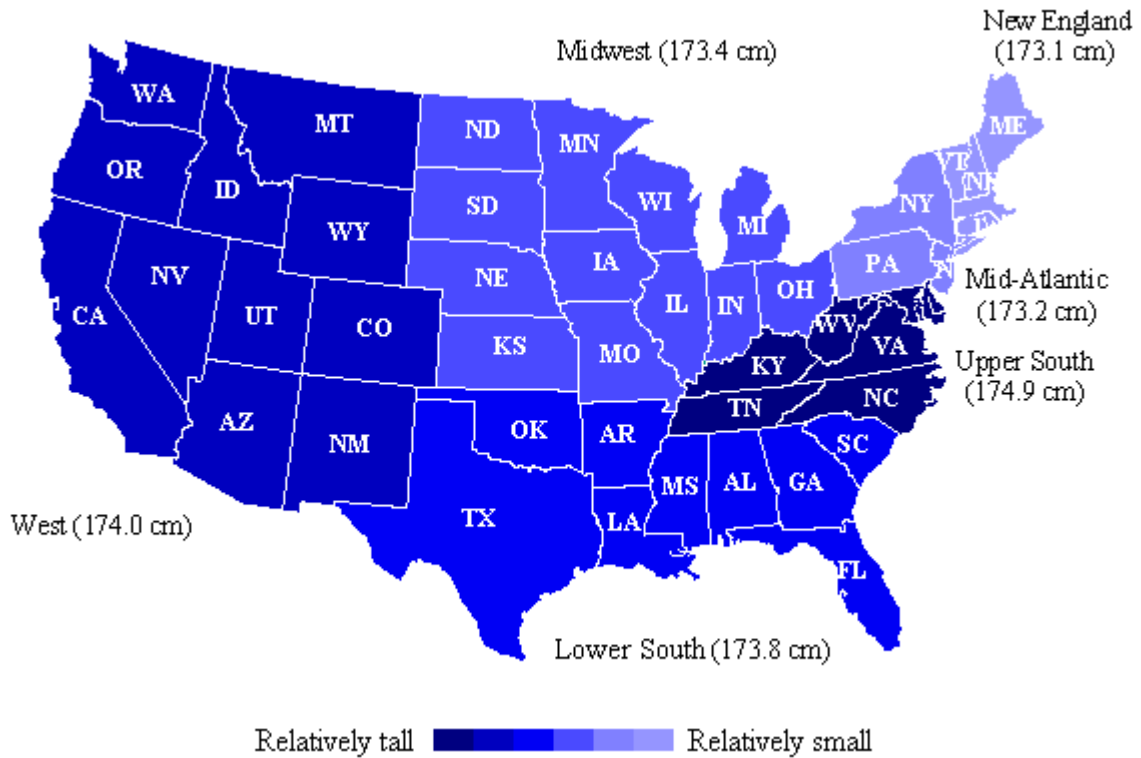 New England
(173.1 cm)
Midwest (173.4 cm)
WA
MT
ND
MN
ME
OR
ID
SD
WI
MI
VT
NH
NY
WY
NV
NE
IA
PA
Mid-Atlantic
(173.2 cm)
CA
UT
CO
IL
IN
OH
KS
MO
WV
VA
KY
Upper South
(174.9 cm)
AZ
NM
OK
AR
TN
NC
SC
MS
AL
GA
West (174.0 cm)
TX
LA
FL
Lower South (173.8 cm)
Relatively tall
Relatively small